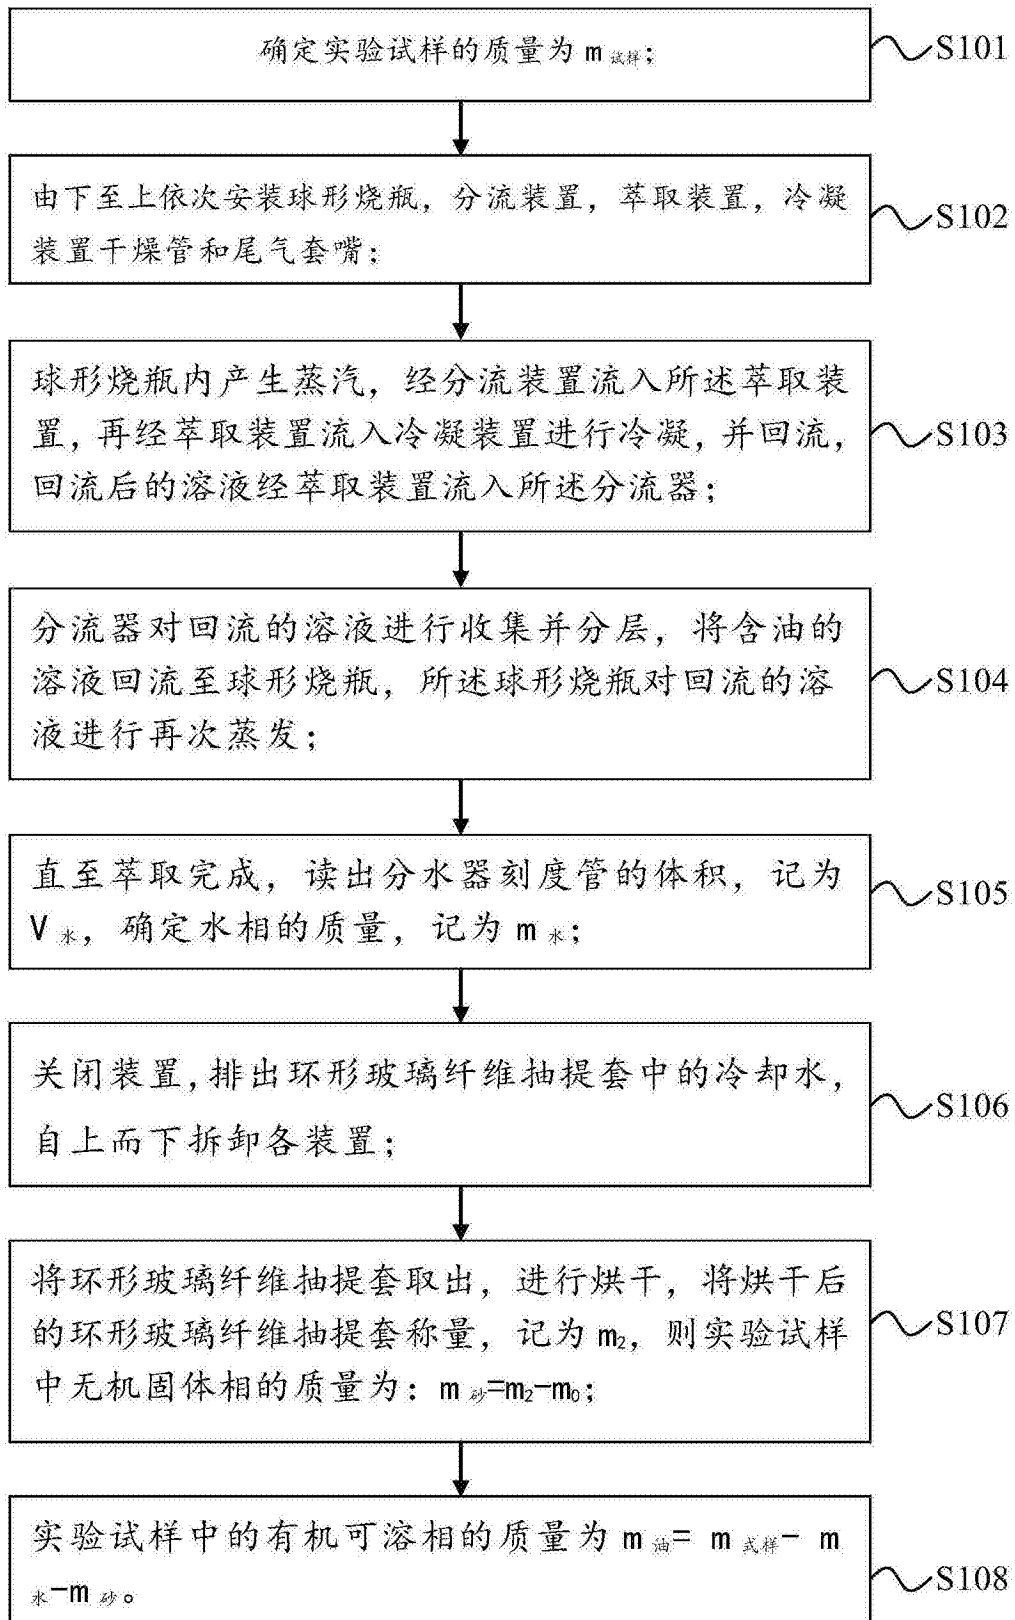 确定实验试样的质量为m试样；
S101
由下至上依次安装球形烧瓶，分流装置，萃取装置，冷凝
装置干燥管和尾气套嘴；
S102
球形烧瓶内产生蒸汽，经分流装置流入所述萃取装
置，再经萃取装置流入冷凝装置进行冷凝，并回流，
回流后的溶液经萃取装置流入所述分流器；
S103
分流器对回流的溶液进行收集并分层，将含油的
溶液回流至球形烧瓶，所述球形烧瓶对回流的溶
液进行再次蒸发；
S104
直至萃取完成，读出分水器刻度管的体积，记为
V水，确定水相的质量，记为m水；
S105
关闭装置，排出环形玻璃纤维抽提套中的冷却水，
自上而下拆卸各装置；
S106
将环形玻璃纤维抽提套取出，进行烘干，将烘干后
的环形玻璃纤维抽提套称量，记为m₂，则实验试样
中无机固体相的质量为：m砂=m₂-m₀；
S107
实验试样中的有机可溶相的质量为m油= m式样- m
水-m砂。
S108